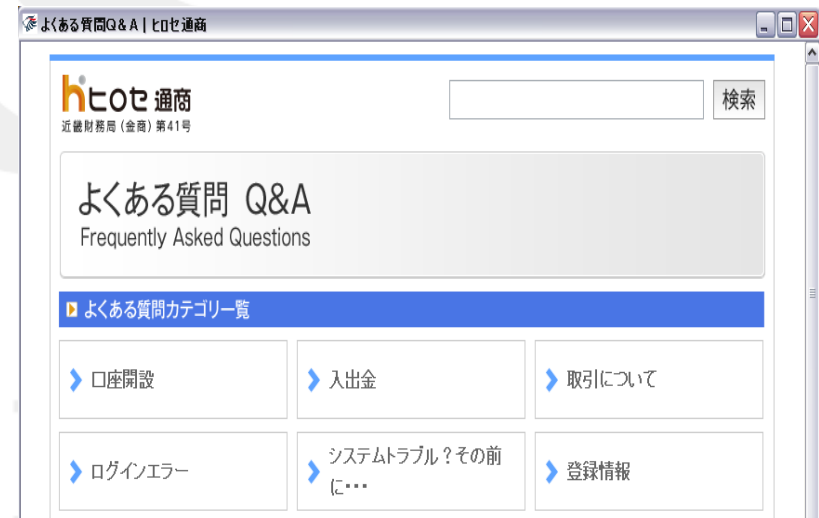 よくある質問Q&A | ヒロセ通商
ヒロセ通商
近畿財務局(金商)第41号
検索
よくある質問 Q&A
Frequently Asked Questions
よくある質問カテゴリ一覧
口座開設
入出金
取引について
ログインエラー
システムトラブル？その前
に・・・
登録情報